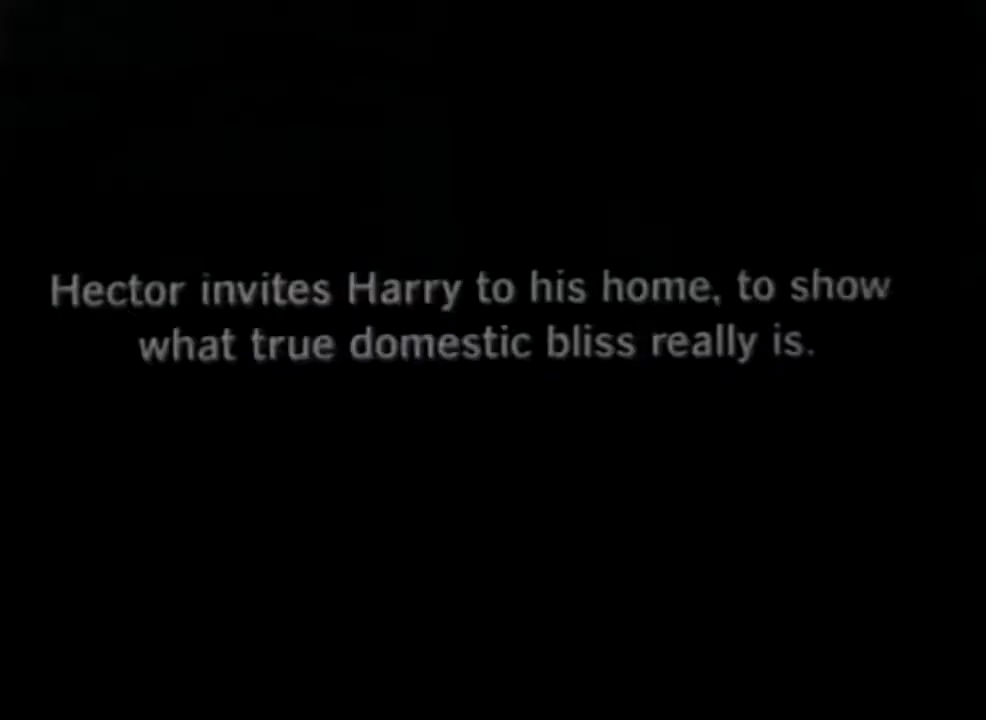 Hector invites Harry to his home, to show
what true domestic bliss really is.